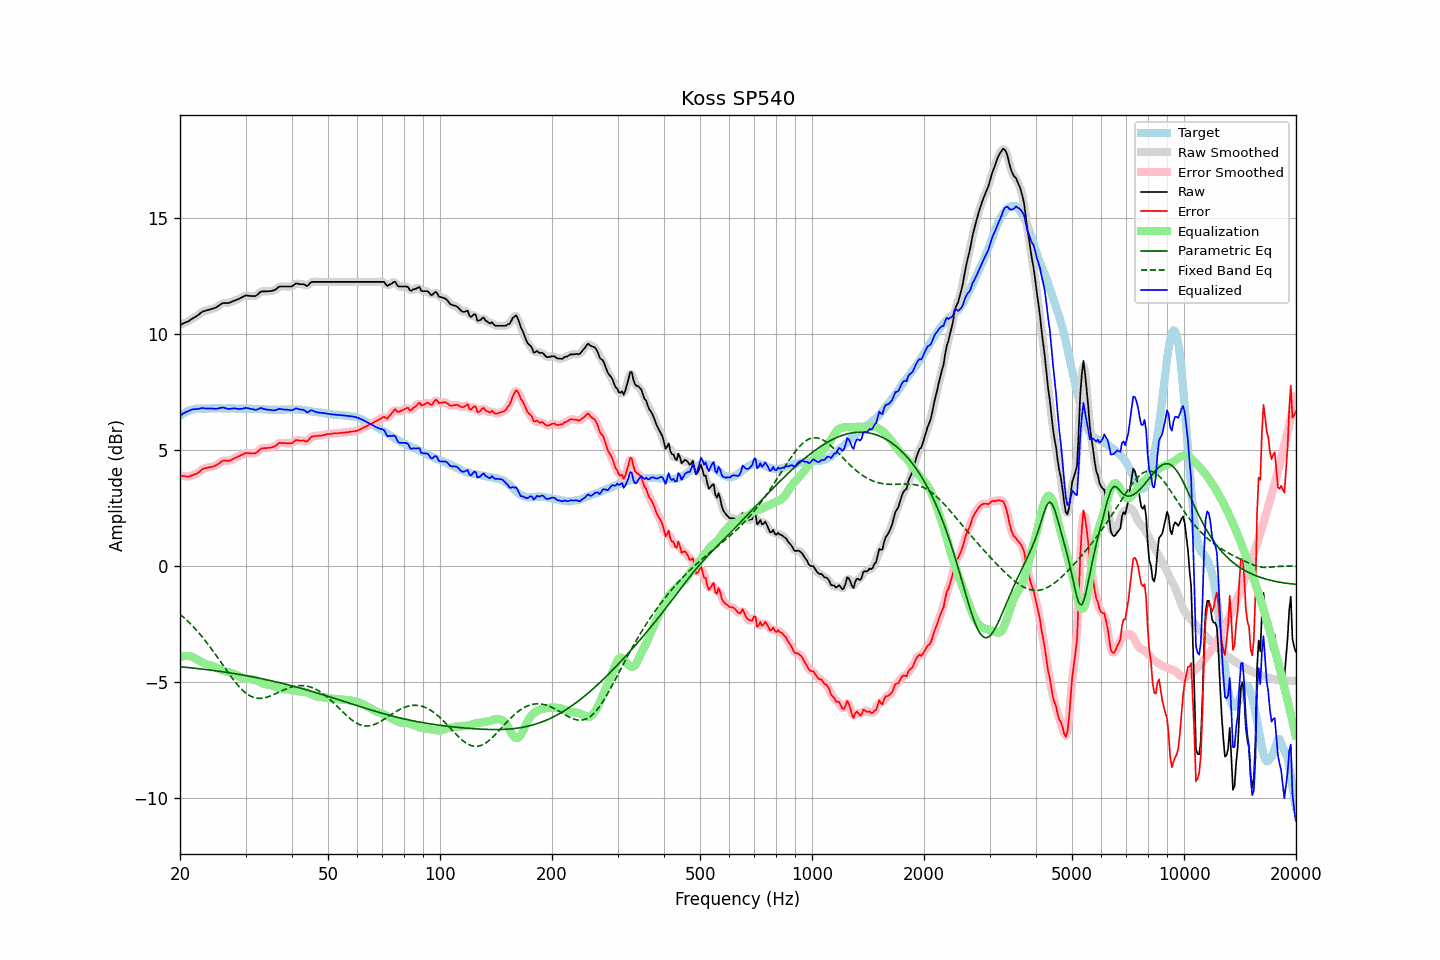 Koss SP540
Amplitude (dBr)
15
10
5
0
−5
−10
20
50
100
200
500
1000
2000
5000
10000
20000
Frequency (Hz)
Target
Raw Smoothed
Error Smoothed
Raw
Error
Equalization
Parametric Eq
Fixed Band Eq
Equalized